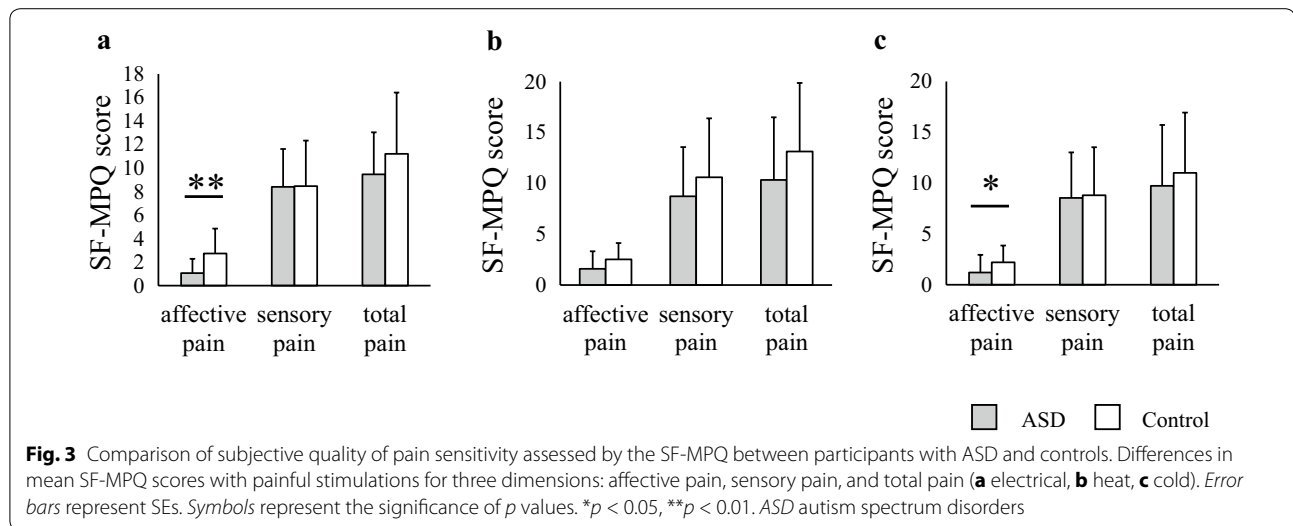 a
SF-MPQ score
18
16
14
12
10
8
6
4
2
0
**
affective pain
sensory pain
total pain
b
SF-MPQ score
20
15
10
5
0
affective pain
sensory pain
total pain
c
SF-MPQ score
20
15
10
5
0
*
affective pain
sensory pain
total pain
ASD Control
Fig. 3 Comparison of subjective quality of pain sensitivity assessed by the SF-MPQ between participants with ASD and controls. Differences in
mean SF-MPQ scores with painful stimulations for three dimensions: affective pain, sensory pain, and total pain (a electrical, b heat, c cold). Error
bars represent SEs. Symbols represent the significance of p values. *p < 0.05, **p < 0.01. ASD autism spectrum disorders